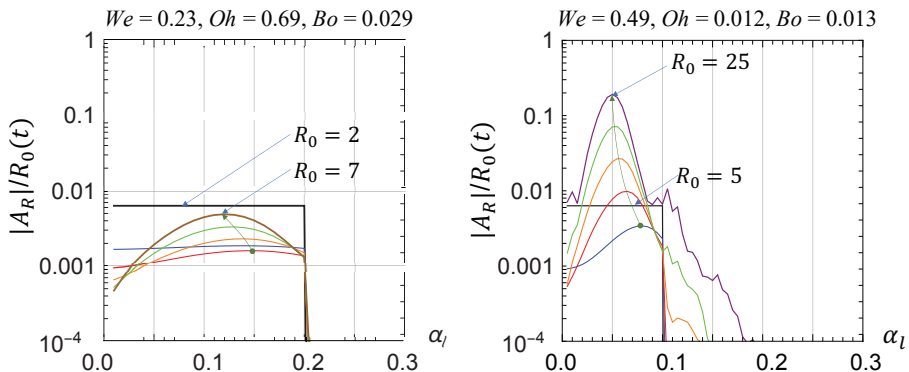 We = 0.23, Oh = 0.69, Bo = 0.029
|A_R|/R_0(t)
1
0.1
0.01
0.001
10⁻⁴
R_0 = 2
R_0 = 7
0.0 0.1 0.2 0.3
α_l
We = 0.49, Oh = 0.012, Bo = 0.013
|A_R|/R_0(t)
1
0.1
0.01
0.001
10⁻⁴
R_0 = 25
R_0 = 5
0.0 0.1 0.2 0.3
α_l